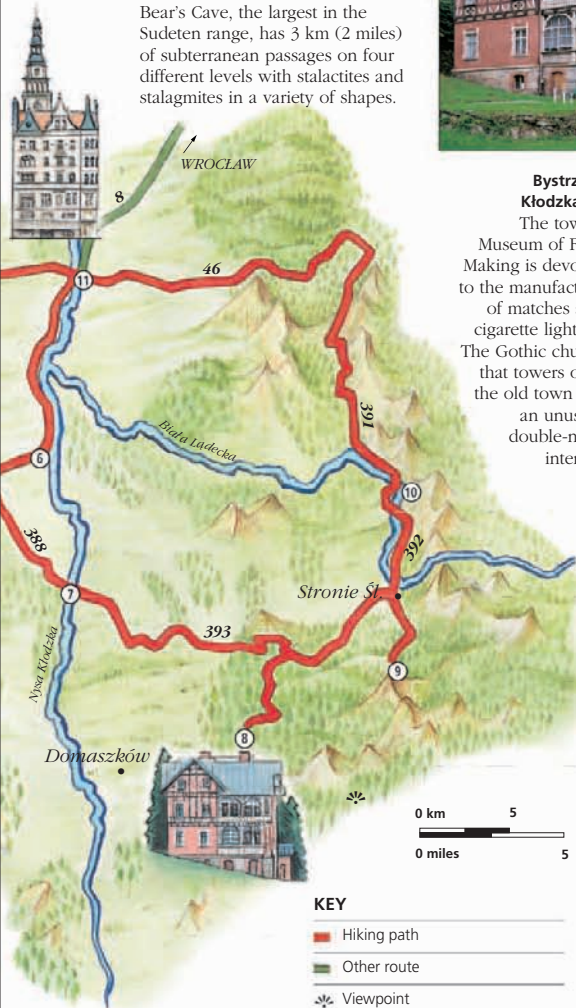 Bear's Cave, the largest in the
Sudeten range, has 3 km (2 miles)
of subterranean passages on four
different levels with stalactites and
stalagmites in a variety of shapes.
WROCŁAW
8
11
46
Bystrz
Kłodzka
The tow
Museum of F
Making is devo
to the manufact
of matches
cigarette light
The Gothic chu
that towers o
the old town
an unus
double-n
inter
391
Biała Lądecka
6
10
388
392
7
Stronie Śl.
393
Nysa Kłodzka
9
8
Domaszków
0 km 5
0 miles 5
KEY
Hiking path
Other route
Viewpoint